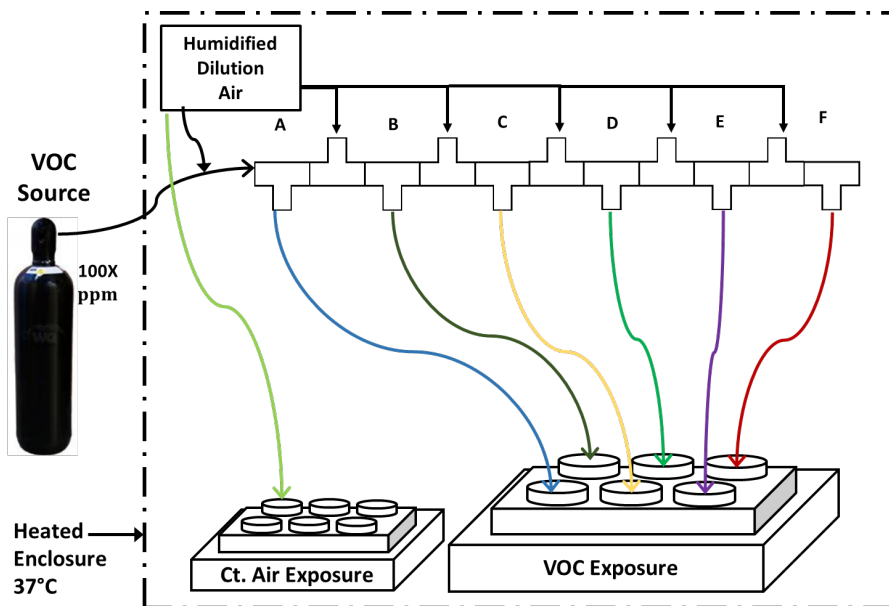 Humidified
Dilution
Air
A
B
C
D
E
F
VOC
Source
100X
ppm
Heated
Enclosure
37°C
Ct. Air Exposure
VOC Exposure